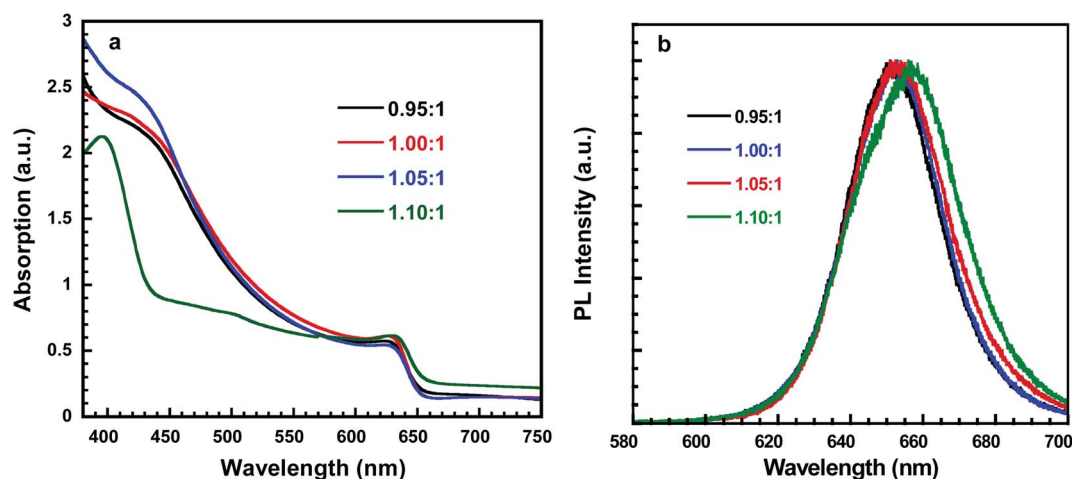 a
3
2.5
2
1.5
1
0.5
0
Absorption (a.u.)
0.95:1
1.00:1
1.05:1
1.10:1
400 450 500 550 600 650 700 750
Wavelength (nm)
b
PL Intensity (a.u.)
0.95:1
1.00:1
1.05:1
1.10:1
580 600 620 640 660 680 700
Wavelength (nm)